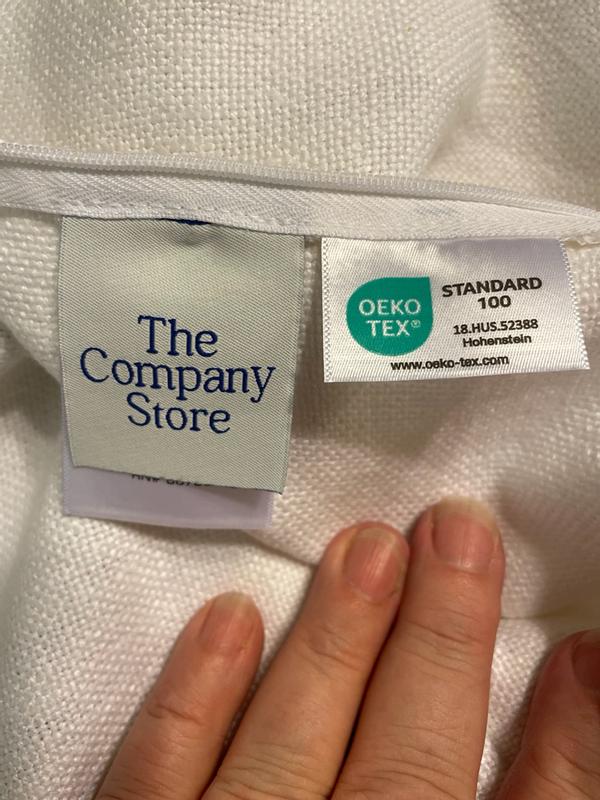 The
Company
Store
OEKO
TEX®
STANDARD
100
18.HUS.52388
Hohenstein
www.oeko-tex.com